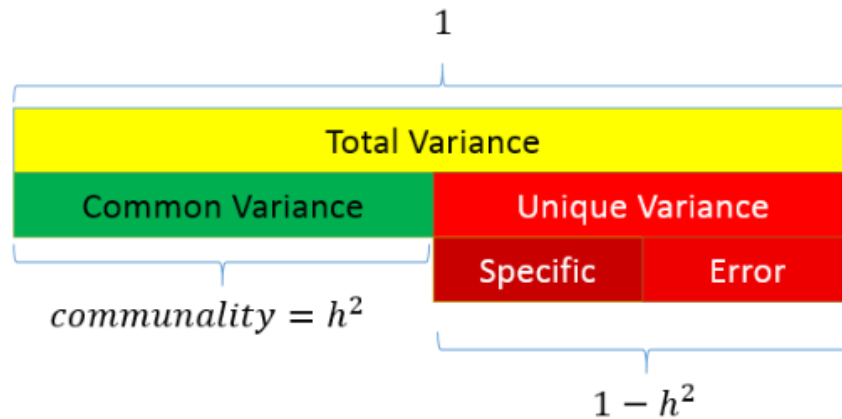 1
Total Variance
Common Variance
Unique Variance
Specific
Error
communality = h²
1 − h²